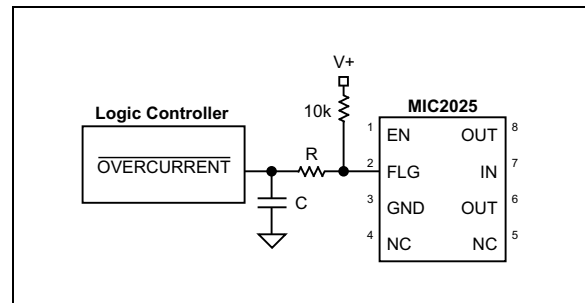 V+
Logic Controller
10k
MIC2025
OVERCURRENT
R
C
1 EN OUT 8
2 FLG IN 7
3 GND OUT 6
4 NC NC 5